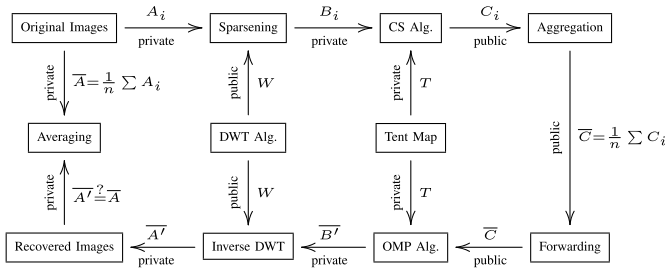 Original Images
A_i
private
Sparsening
B_i
private
CS Alg.
C_i
public
Aggregation
private
A̅=1/n ∑ A_i
public
W
private
T
public
C̅=1/n ∑ C_i
Averaging
DWT Alg.
Tent Map
private
A̅'̅ ≟ A̅
public
W
private
T
Recovered Images
A̅'̅
private
Inverse DWT
B̅'̅
private
OMP Alg.
C̅
public
Forwarding